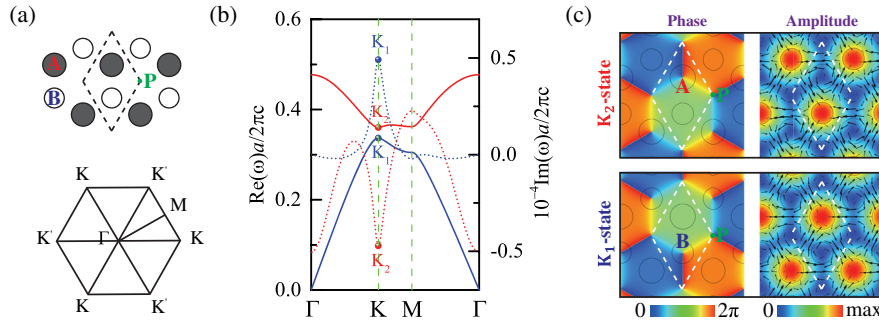 (a)
A
P
B
K
K'
M
K'
Γ
K
K
K'
(b)
Re(ω)a/2πc
0.6
0.4
0.2
0.0
K₁
K₂
K₁
K₂
Γ
K
M
Γ
0.5
0.0
-0.5
10⁻⁴Im(ω)a/2πc
(c)
Phase
Amplitude
K₂-state
A
P
K₁-state
B
P
0
2π
0
max